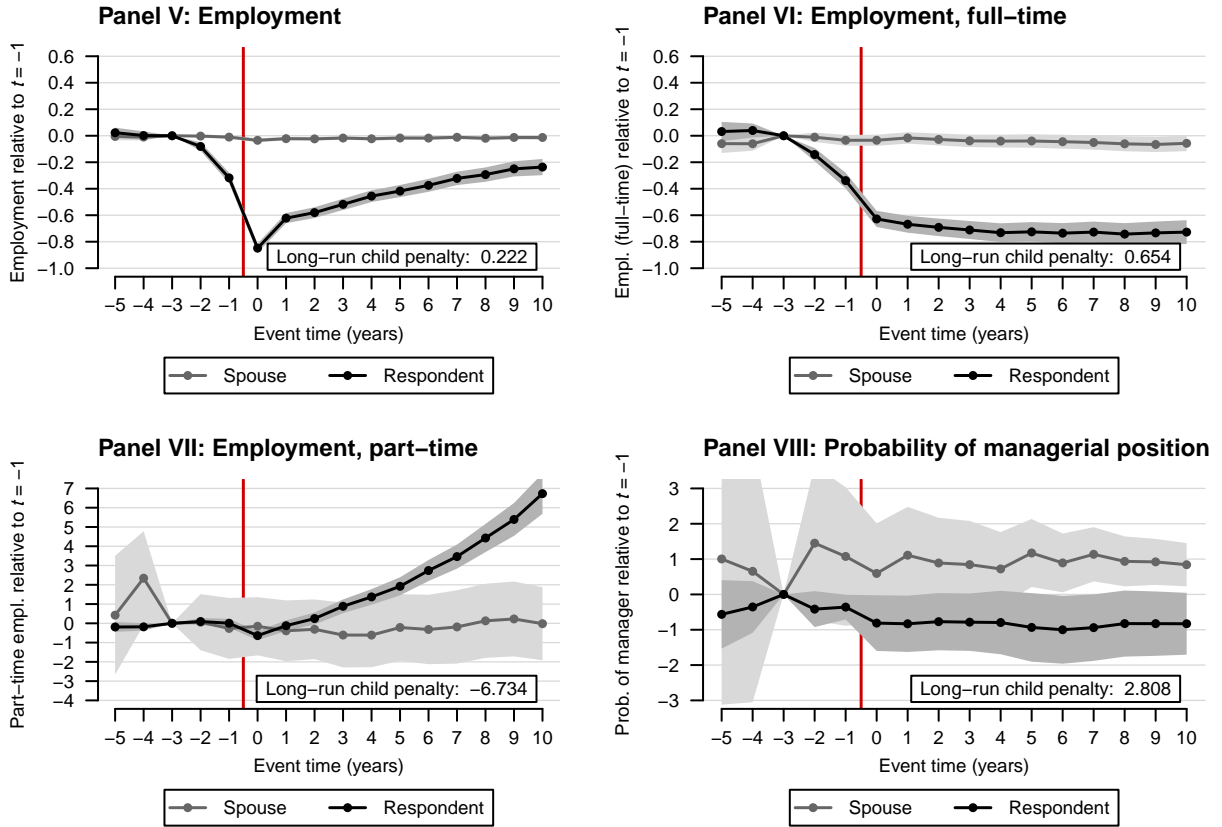 Panel V: Employment
Employment relative to t = −1
0.6
0.4
0.2
0.0
−0.2
−0.4
−0.6
−0.8
−1.0
Long−run child penalty: 0.222
−5 −4 −3 −2 −1 0 1 2 3 4 5 6 7 8 9 10
Event time (years)
Spouse Respondent
Panel VI: Employment, full−time
Empl. (full−time) relative to t = −1
0.6
0.4
0.2
0.0
−0.2
−0.4
−0.6
−0.8
−1.0
Long−run child penalty: 0.654
−5 −4 −3 −2 −1 0 1 2 3 4 5 6 7 8 9 10
Event time (years)
Spouse Respondent
Panel VII: Employment, part−time
Part−time empl. relative to t = −1
7
5
4
3
2
1
0
−1
−2
−3
−4
Long−run child penalty: −6.734
−5 −4 −3 −2 −1 0 1 2 3 4 5 6 7 8 9 10
Event time (years)
Spouse Respondent
Panel VIII: Probability of managerial position
Prob. of manager relative to t = −1
3
2
1
0
−1
−2
−3
Long−run child penalty: 2.808
−5 −4 −3 −2 −1 0 1 2 3 4 5 6 7 8 9 10
Event time (years)
Spouse Respondent